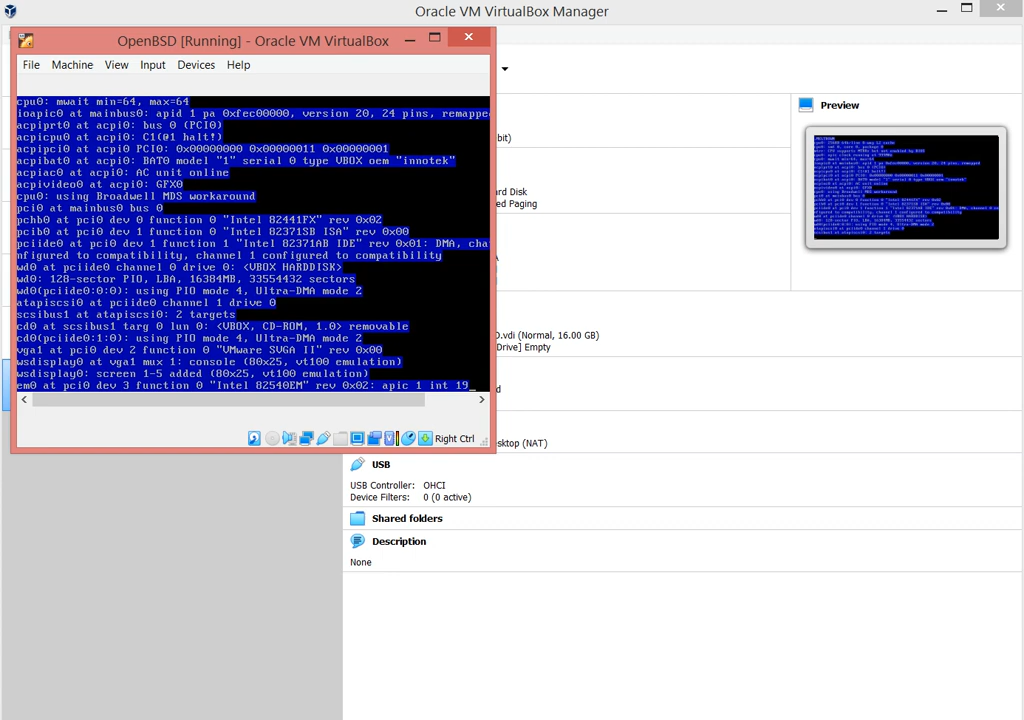 Oracle VM VirtualBox Manager
OpenBSD [Running] - Oracle VM VirtualBox
File Machine View Input Devices Help
cpu0: mwait min=64, max=64
ioapic0 at mainbus0: apid 1 pa 0xfec00000, version 20, 24 pins, remapped
acpiprt0 at acpi0: bus 0 (PCI0)
acpicpu0 at acpi0: C1(@1 halt!)
acpipci0 at acpi0 PCI0: 0x00000000 0x00000011 0x00000001
acpibat0 at acpi0: BAT0 model "1" serial 0 type VBOX oem "innotek"
acpiac0 at acpi0: AC unit online
acpivideo0 at acpi0: GFX0
cpu0: using Broadwell MDS workaround
pci0 at mainbus0 bus 0
pchb0 at pci0 dev 0 function 0 "Intel 82441FX" rev 0x02
pcib0 at pci0 dev 1 function 0 "Intel 82371SB ISA" rev 0x00
pciide0 at pci0 dev 1 function 1 "Intel 82371AB IDE" rev 0x01: DMA, cha
nfigured to compatibility, channel 1 configured to compatibility
wd0 at pciide0 channel 0 drive 0: <VBOX HARDDISK>
wd0: 128-sector PIO, LBA, 16384MB, 33554432 sectors
wd0(pciide0:0:0): using PIO mode 4, Ultra-DMA mode 2
atapiscsi0 at pciide0 channel 1 drive 0
scsibus1 at atapiscsi0: 2 targets
cd0 at scsibus1 targ 0 lun 0: <VBOX, CD-ROM, 1.0> removable
cd0(pciide0:1:0): using PIO mode 4, Ultra-DMA mode 2
vga1 at pci0 dev 2 function 0 "VMware SVGA II" rev 0x00
wsdisplay0 at vga1 mux 1: console (80x25, vt100 emulation)
wsdisplay0: screen 1-5 added (80x25, vt100 emulation)
em0 at pci0 dev 3 function 0 "Intel 82540EM" rev 0x02: apic 1 int 19_
Right Ctrl
Preview
bit)
rd Disk
ed Paging
D.vdi (Normal, 16.00 GB)
Drive] Empty
d
sktop (NAT)
USB
USB Controller: OHCI
Device Filters: 0 (0 active)
Shared folders
Description
None